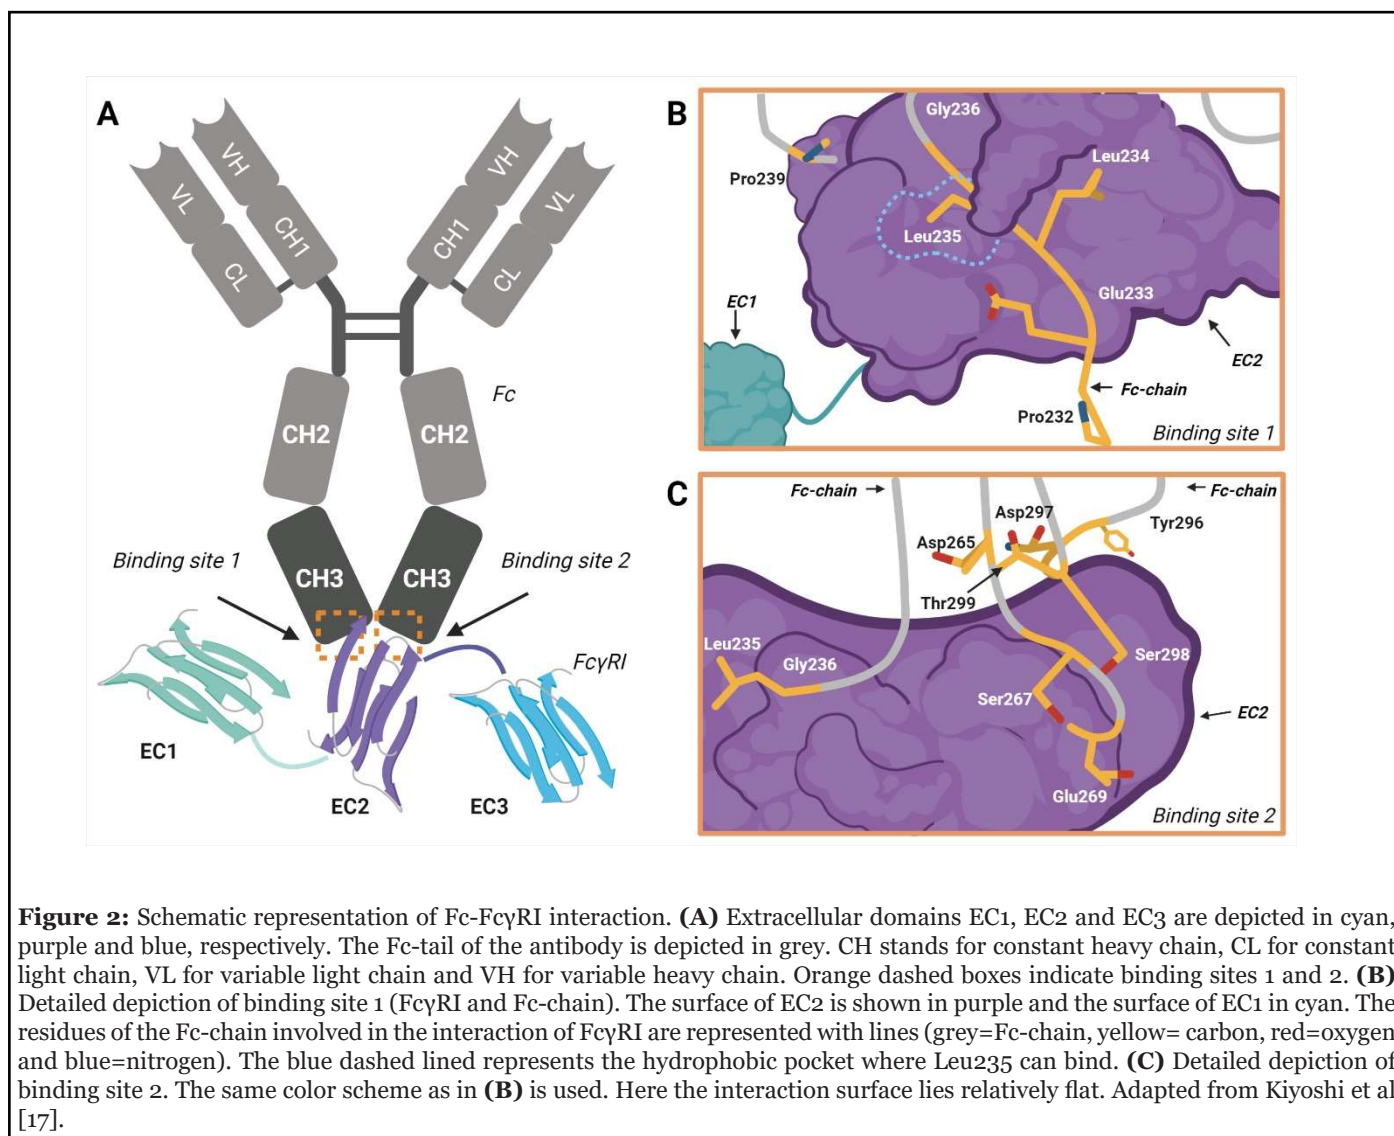 A
VH
VL
CH1
CL
VH
VL
CH1
CL
Fc
CH2
CH2
CH3
CH3
Binding site 1
Binding site 2
FcγRI
EC1
EC2
EC3
B
Gly236
Leu234
Pro239
Leu235
Glu233
EC1
EC2
Fc-chain
Pro232
Binding site 1
C
Fc-chain
Fc-chain
Asp297
Tyr296
Asp265
Thr299
Leu235
Gly236
Ser298
Ser267
EC2
Glu269
Binding site 2
Figure 2: Schematic representation of Fc-FcγRI interaction. (A) Extracellular domains EC1, EC2 and EC3 are depicted in cyan,
purple and blue, respectively. The Fc-tail of the antibody is depicted in grey. CH stands for constant heavy chain, CL for constant
light chain, VL for variable light chain and VH for variable heavy chain. Orange dashed boxes indicate binding sites 1 and 2. (B)
Detailed depiction of binding site 1 (FcγRI and Fc-chain). The surface of EC2 is shown in purple and the surface of EC1 in cyan. The
residues of the Fc-chain involved in the interaction of FcγRI are represented with lines (grey=Fc-chain, yellow= carbon, red=oxygen
and blue=nitrogen). The blue dashed lined represents the hydrophobic pocket where Leu235 can bind. (C) Detailed depiction of
binding site 2. The same color scheme as in (B) is used. Here the interaction surface lies relatively flat. Adapted from Kiyoshi et al
[17].